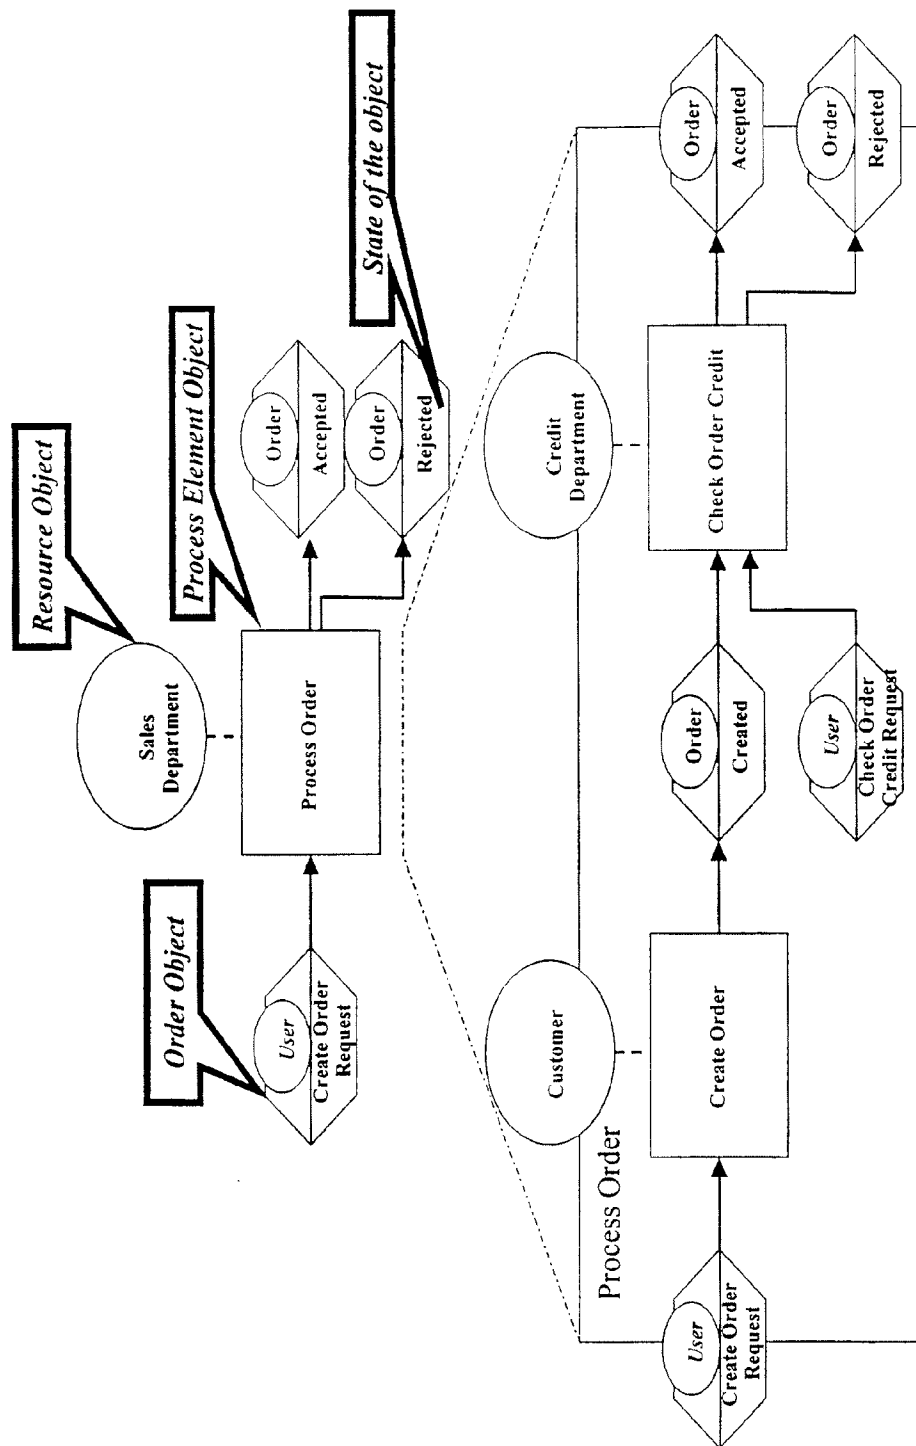 Resource Object
Sales
Department
Order Object
Process Element Object
State of the object
User
Create Order
Request
Process Order
Order
Accepted
Order
Rejected
Process Order
Customer
Credit
Department
User
Create Order
Request
Create Order
Order
Created
User
Check Order
Credit Request
Check Order Credit
Order
Accepted
Order
Rejected